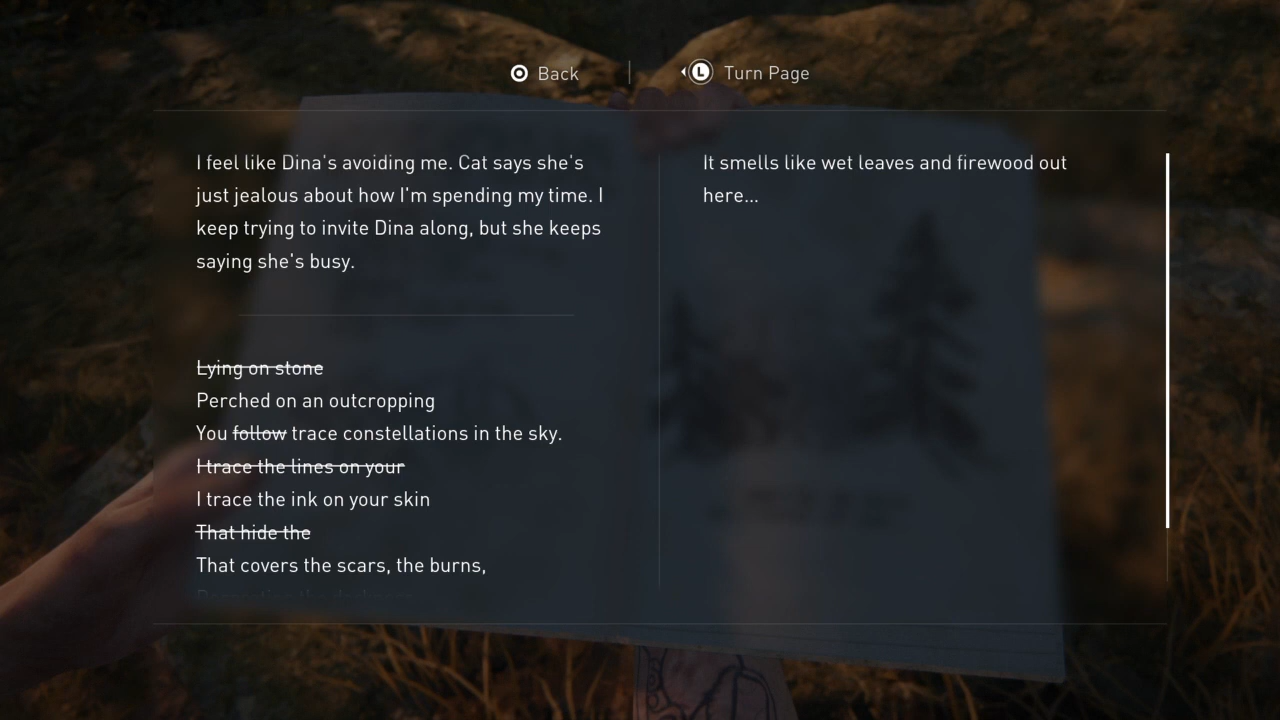 Back
L Turn Page
I feel like Dina's avoiding me. Cat says she's
just jealous about how I'm spending my time. I
keep trying to invite Dina along, but she keeps
saying she's busy.
Lying on stone
Perched on an outcropping
You follow trace constellations in the sky.
I trace the lines on your
I trace the ink on your skin
That hide the
That covers the scars, the burns,
It smells like wet leaves and firewood out
here...